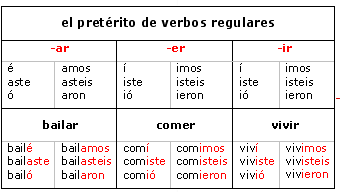 el pretérito de verbos regulares
-ar -er -ir
é amos í imos í imos
aste asteis iste isteis iste isteis
ó aron ió ieron ió ieron
bailar comer vivir
bailé bailamos comí comimos viví vivimos
bailaste bailasteis comiste comisteis viviste vivisteis
bailó bailaron comió comieron vivió vivieron